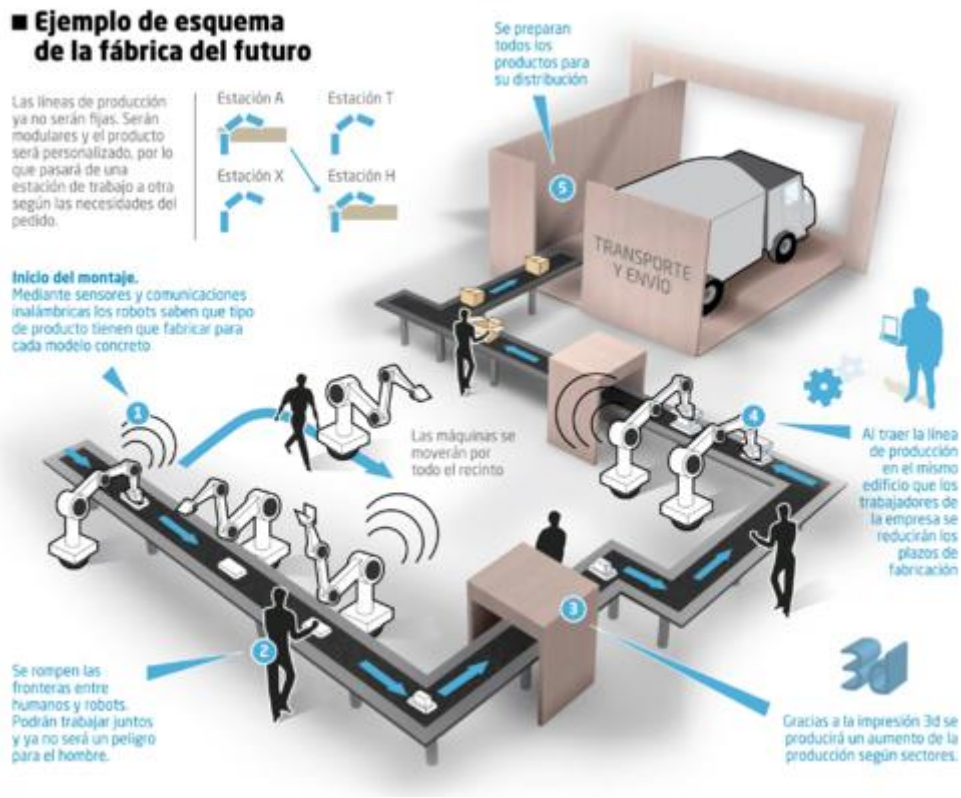 Ejemplo de esquema
de la fábrica del futuro
Las líneas de producción
ya no serán fijas. Serán
modulares y el producto
será personalizado, por lo
que pasará de una
estación de trabajo a otra
según las necesidades del
pedido.
Estación A
Estación T
Estación X
Estación H
Se preparan
todos los
productos para
su distribución
5
TRANSPORTE
Y ENVÍO
Inicio del montaje.
Mediante sensores y comunicaciones
inalámbricas los robots saben que tipo
de producto tienen que fabricar para
cada modelo concreto
1
Las máquinas se
moverán por
todo el recinto
4
Al traer la línea
de producción
en el mismo
edificio que los
trabajadores de
la empresa se
reducirán los
plazos de
fabricación
3
2
Se rompen las
fronteras entre
humanos y robots.
Podrán trabajar juntos
y ya no será un peligro
para el hombre.
3d
Gracias a la impresión 3d se
producirá un aumento de la
producción según sectores.